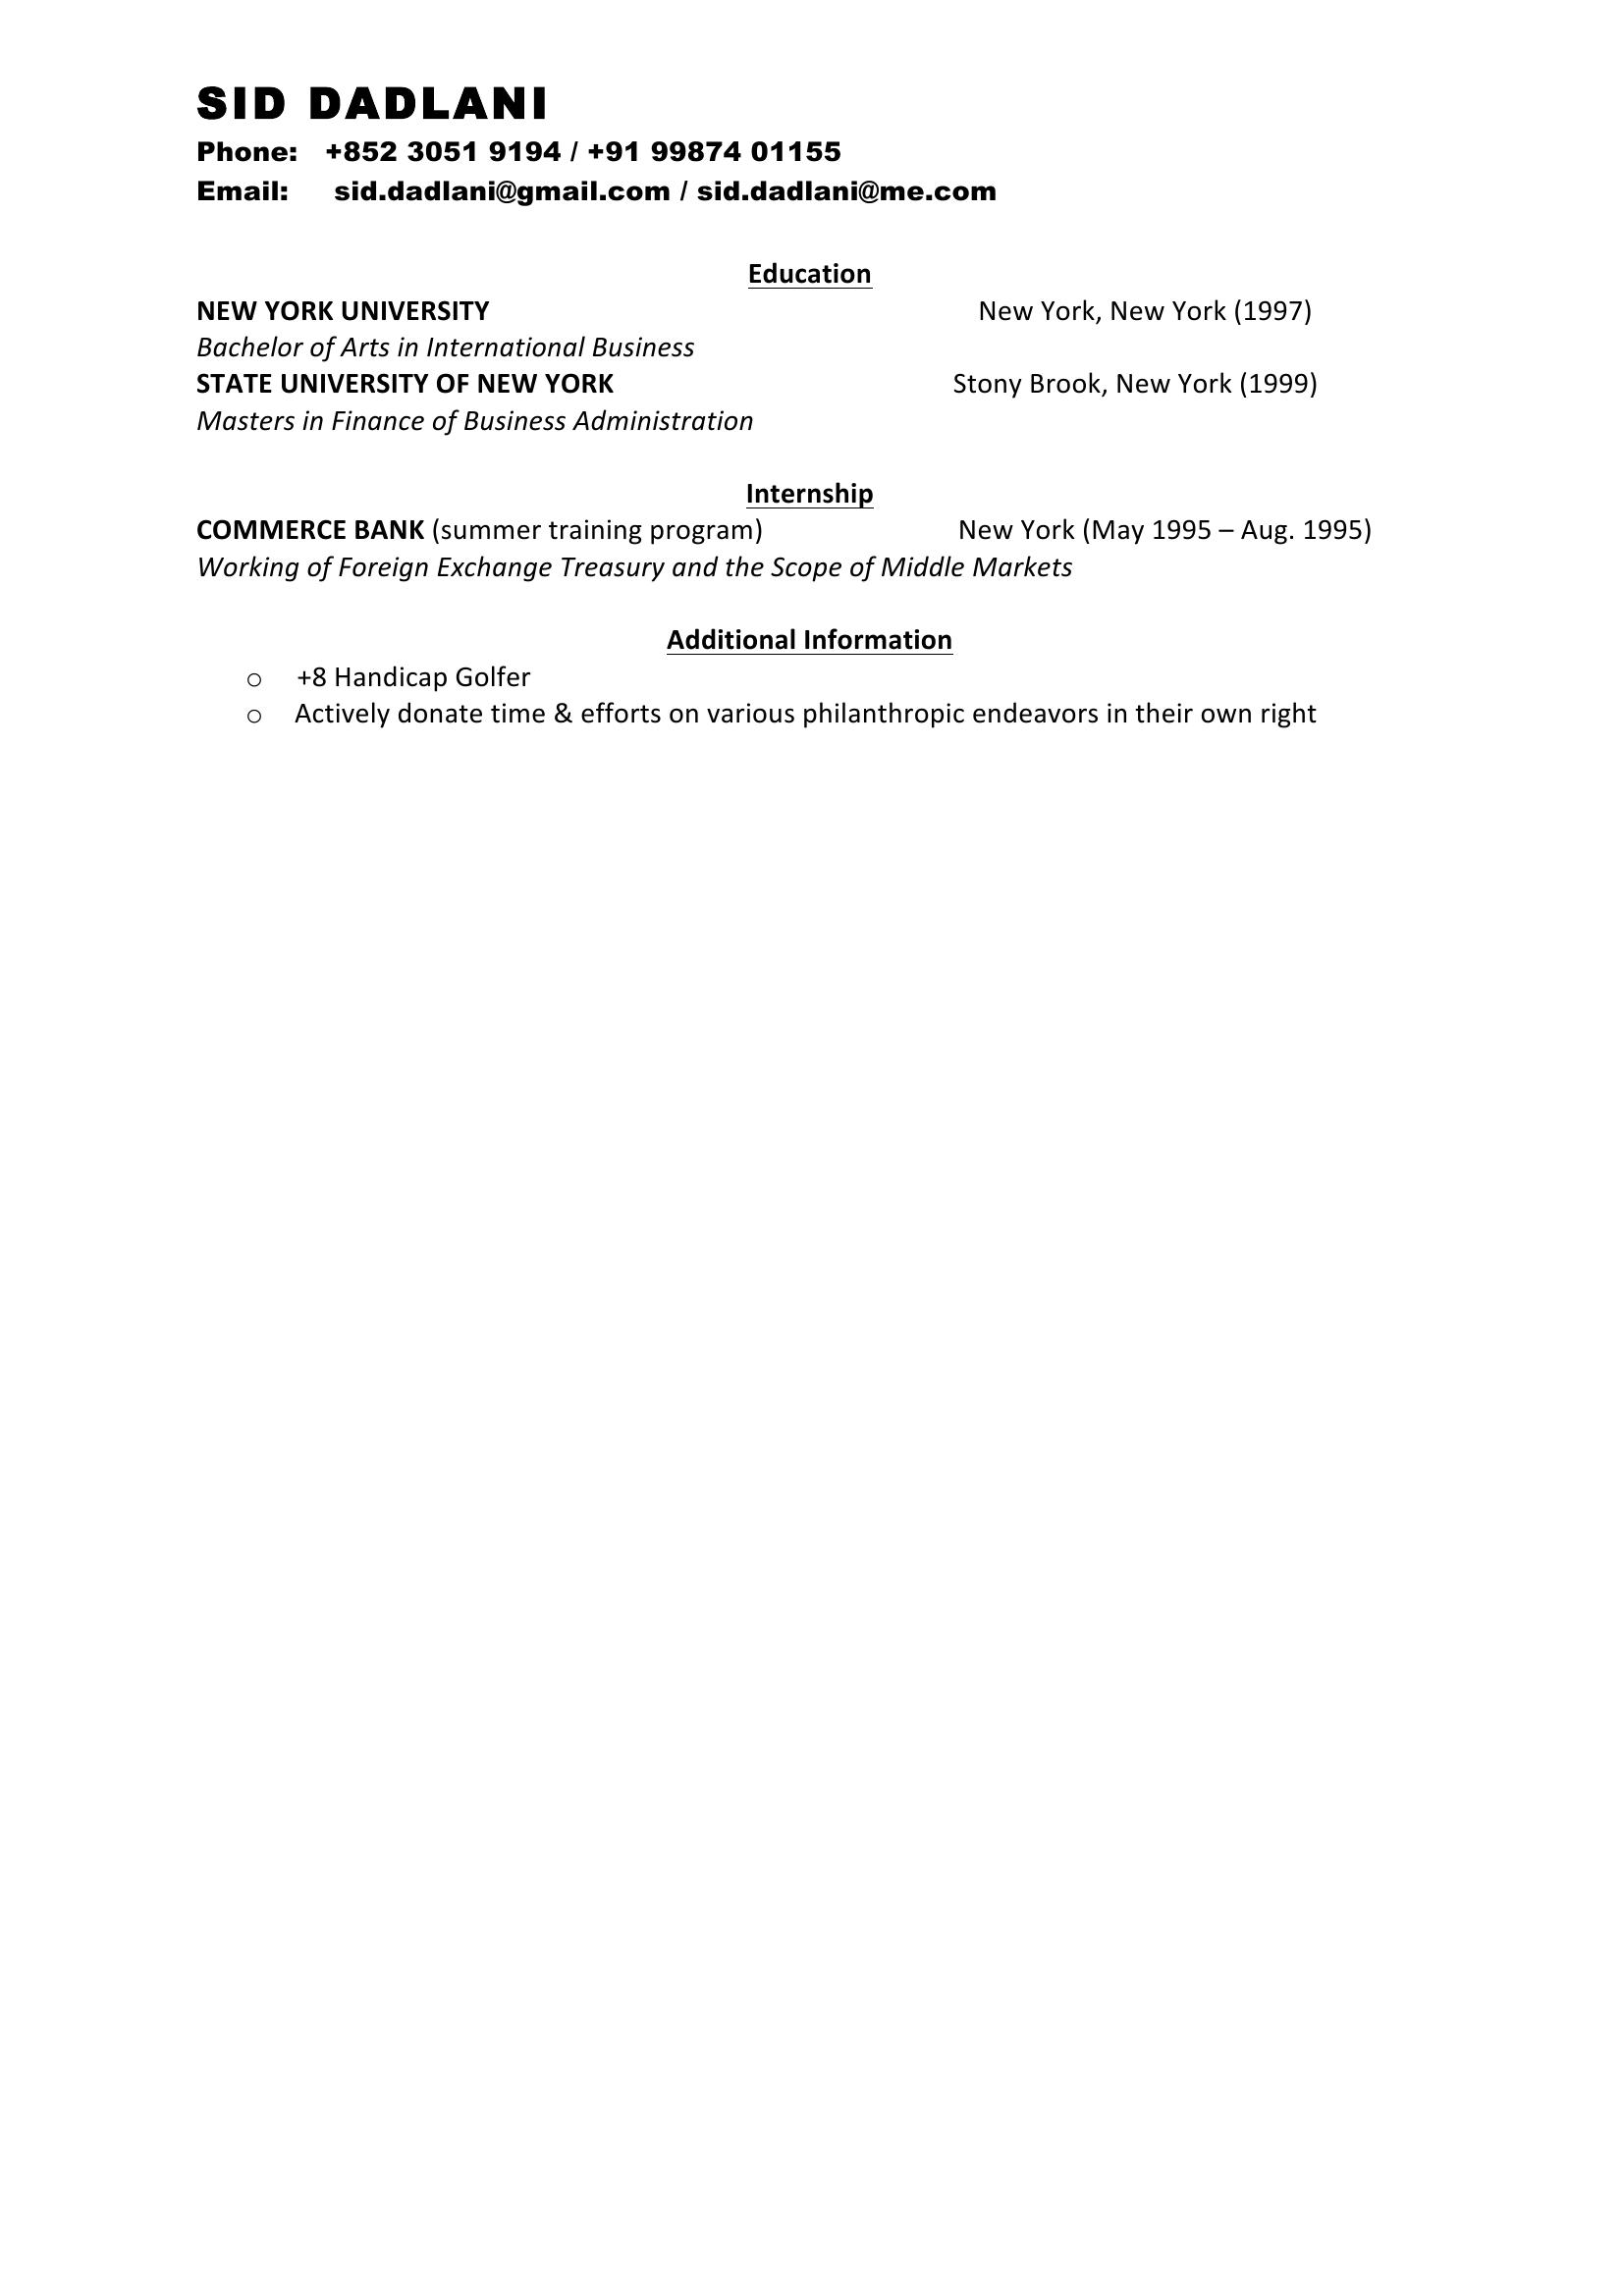 SID DADLANI
Phone: +852 3051 9194 / +91 99874 01155
Email: sid.dadlani@gmail.com / sid.dadlani@me.com
Education
NEW YORK UNIVERSITY New York, New York (1997)
Bachelor of Arts in International Business
STATE UNIVERSITY OF NEW YORK Stony Brook, New York (1999)
Masters in Finance of Business Administration
Internship
COMMERCE BANK (summer training program) New York (May 1995 – Aug. 1995)
Working of Foreign Exchange Treasury and the Scope of Middle Markets
Additional Information
o +8 Handicap Golfer
o Actively donate time & efforts on various philanthropic endeavors in their own right